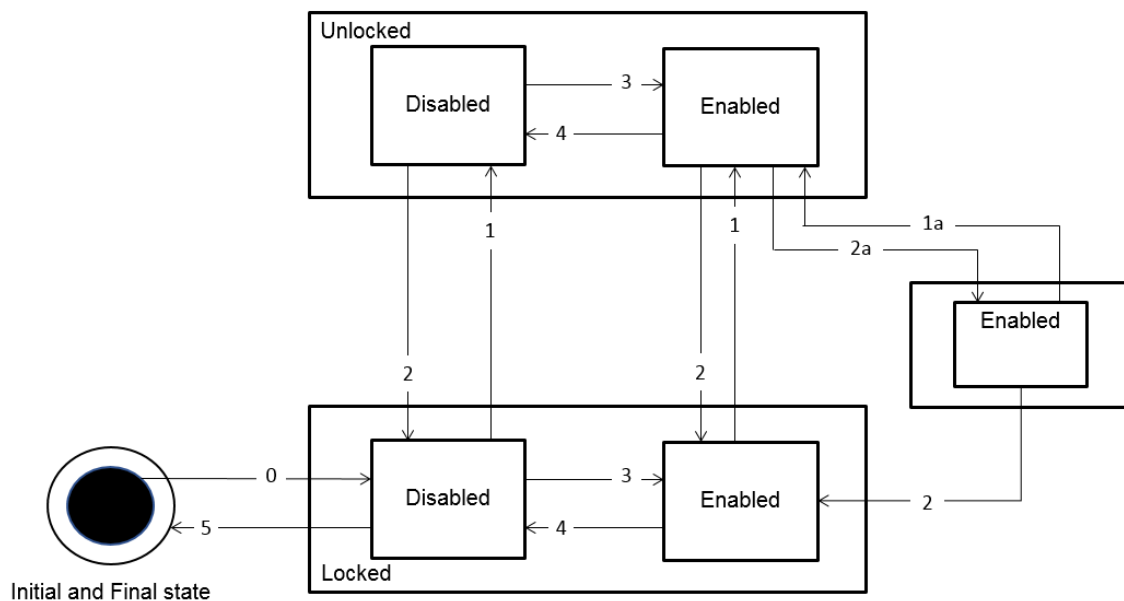 Unlocked
Disabled
3
Enabled
4
1
1
1a
2a
Enabled
2
2
0
3
Disabled
Enabled
2
5
4
Locked
Initial and Final state